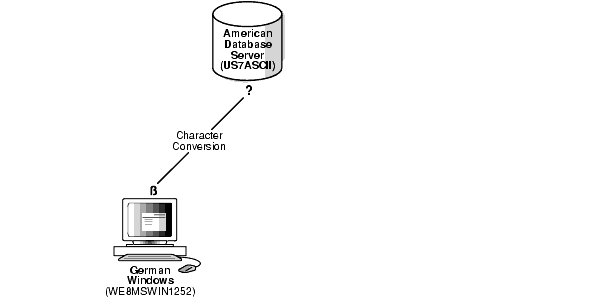 American
Database
Server
(US7ASCII)
?
Character
Conversion
ß
German
Windows
(WE8MSWIN1252)